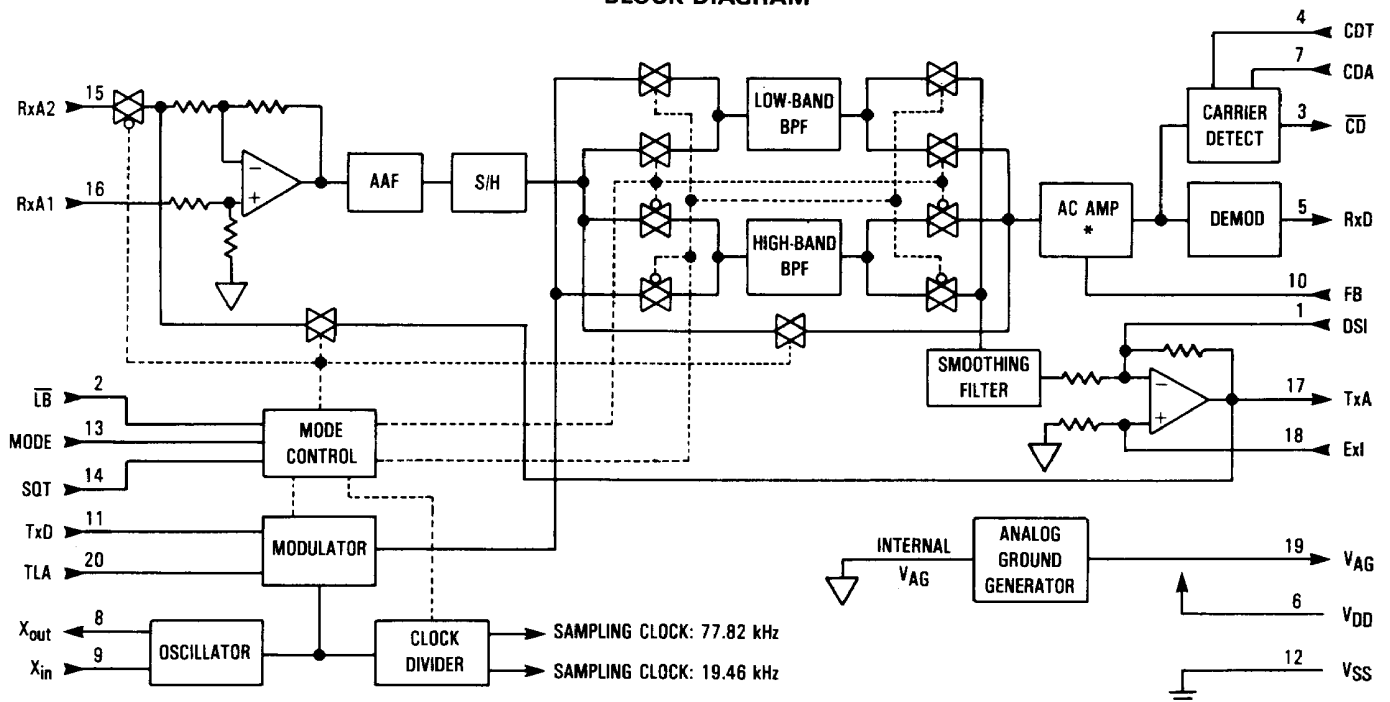 BLOCK DIAGRAM
RxA2
15
RxA1
16
−
+
AAF
S/H
LOW-BAND
BPF
HIGH-BAND
BPF
AC AMP
*
CARRIER
DETECT
DEMOD
4
CDT
7
CDA
3
CD
5
RxD
10
FB
1
DSI
SMOOTHING
FILTER
−
+
17
TxA
18
ExI
LB
2
MODE
13
SQT
14
MODE
CONTROL
TxD
11
TLA
20
MODULATOR
Xout
8
Xin
9
OSCILLATOR
CLOCK
DIVIDER
SAMPLING CLOCK: 77.82 kHz
SAMPLING CLOCK: 19.46 kHz
INTERNAL
VAG
ANALOG
GROUND
GENERATOR
19
VAG
6
VDD
12
VSS